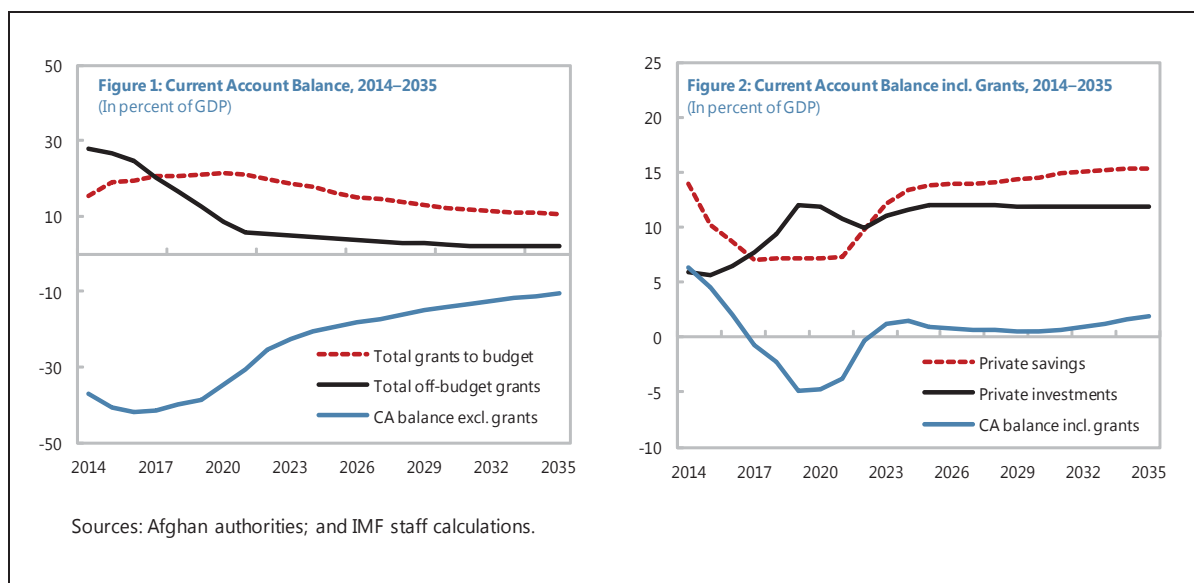 Figure 1: Current Account Balance, 2014–2035
(In percent of GDP)
50
30
10
-10
-30
-50
Total grants to budget
Total off-budget grants
CA balance excl. grants
2014 2017 2020 2023 2026 2029 2032 2035
Figure 2: Current Account Balance incl. Grants, 2014–2035
(In percent of GDP)
25
20
15
10
5
0
-5
-10
Private savings
Private investments
CA balance incl. grants
2014 2017 2020 2023 2026 2029 2032 2035
Sources: Afghan authorities; and IMF staff calculations.